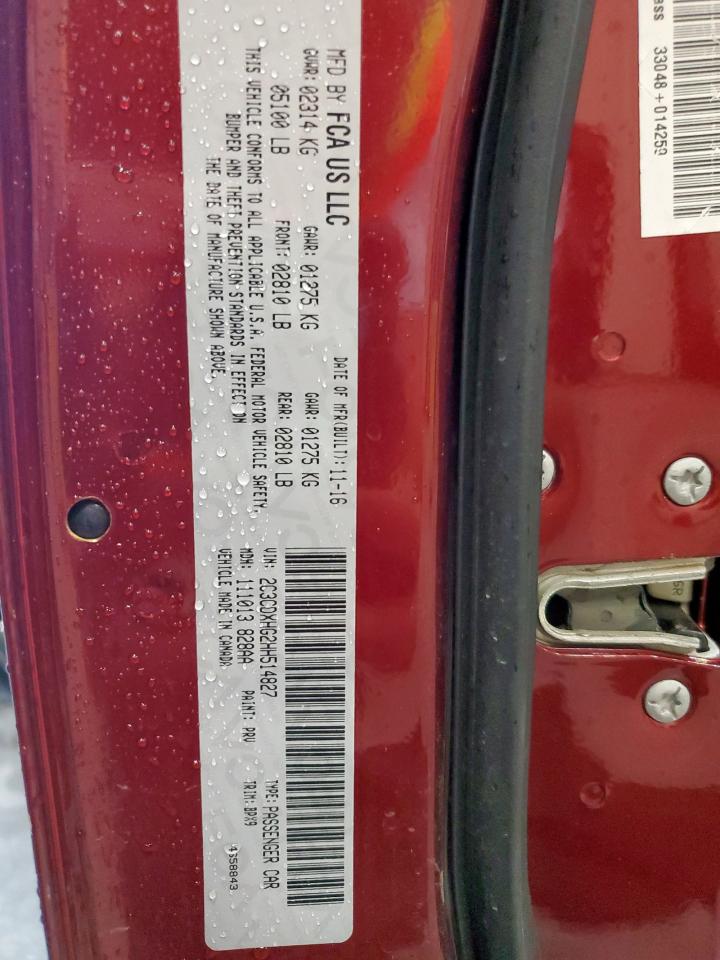 MFD BY FCA US LLC
DATE OF MFR(BUILT): 11-16
GVWR: 02314 KG
GAWR: 01275 KG
GAWR: 01275 KG
05100 LB
FRONT: 02810 LB
REAR: 02810 LB
THIS VEHICLE CONFORMS TO ALL APPLICABLE U.S.A. FEDERAL MOTOR VEHICLE SAFETY,
BUMPER AND THEFT PREVENTION STANDARDS IN EFFECT ON
THE DATE OF MANUFACTURE SHOWN ABOVE.
VIN: 2C3CDXHG2HH514827
TYPE: PASSENGER CAR
MDH: 111013 828AA
PAINT: PRV
TRIM: BPX9
VEHICLE MADE IN CANADA
4658843
33048+014259